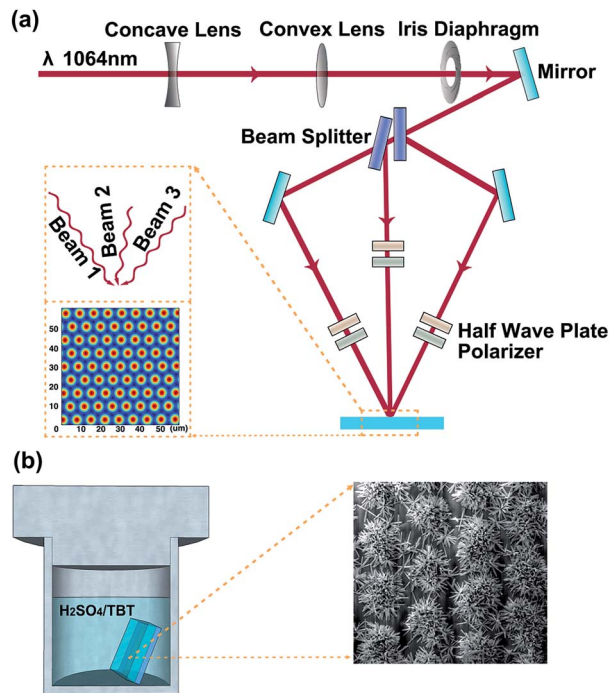 (a)
Concave Lens
Convex Lens
Iris Diaphragm
λ 1064nm
Mirror
Beam Splitter
Beam 1
Beam 2
Beam 3
Half Wave Plate
Polarizer
50
40
30
20
10
0
10 20 30 40 50 (um)
(b)
H2SO4/TBT